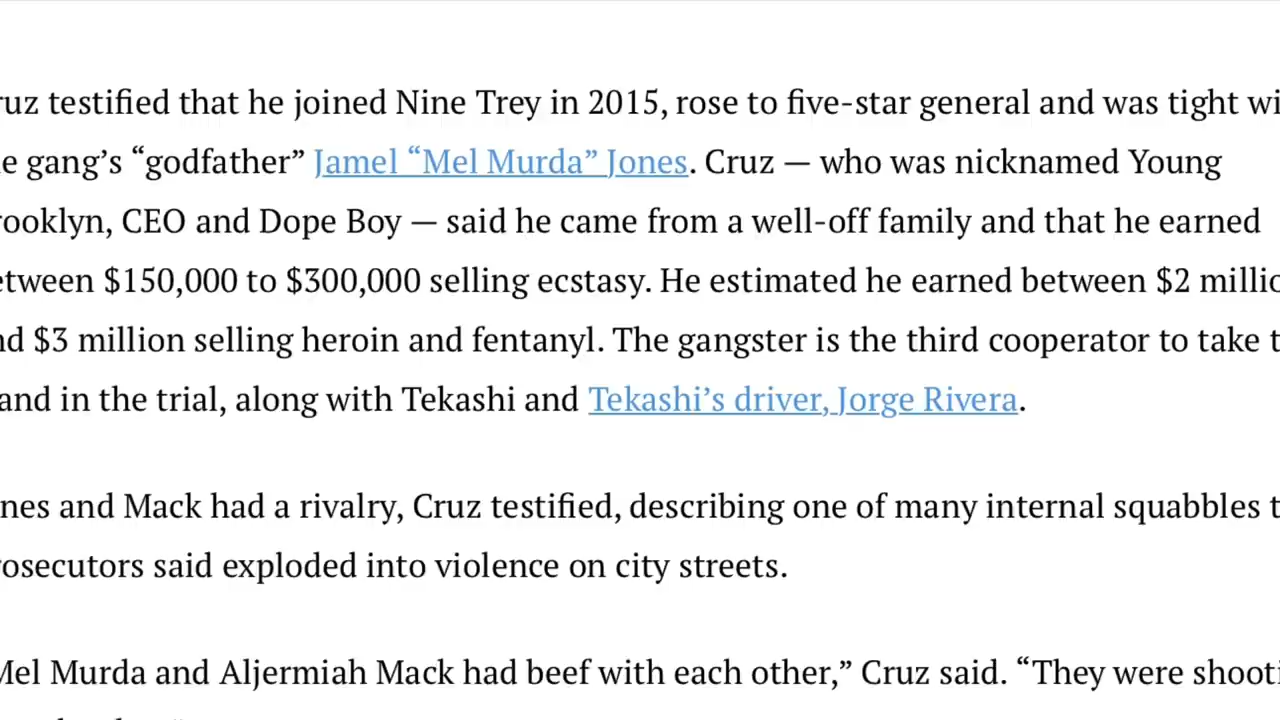 ruz testified that he joined Nine Trey in 2015, rose to five-star general and was tight wi
e gang’s “godfather” Jamel “Mel Murda” Jones. Cruz — who was nicknamed Young
rooklyn, CEO and Dope Boy — said he came from a well-off family and that he earned
etween $150,000 to $300,000 selling ecstasy. He estimated he earned between $2 millio
nd $3 million selling heroin and fentanyl. The gangster is the third cooperator to take t
and in the trial, along with Tekashi and Tekashi’s driver, Jorge Rivera.
nes and Mack had a rivalry, Cruz testified, describing one of many internal squabbles t
rosecutors said exploded into violence on city streets.
Mel Murda and Aljermiah Mack had beef with each other,” Cruz said. “They were shooti